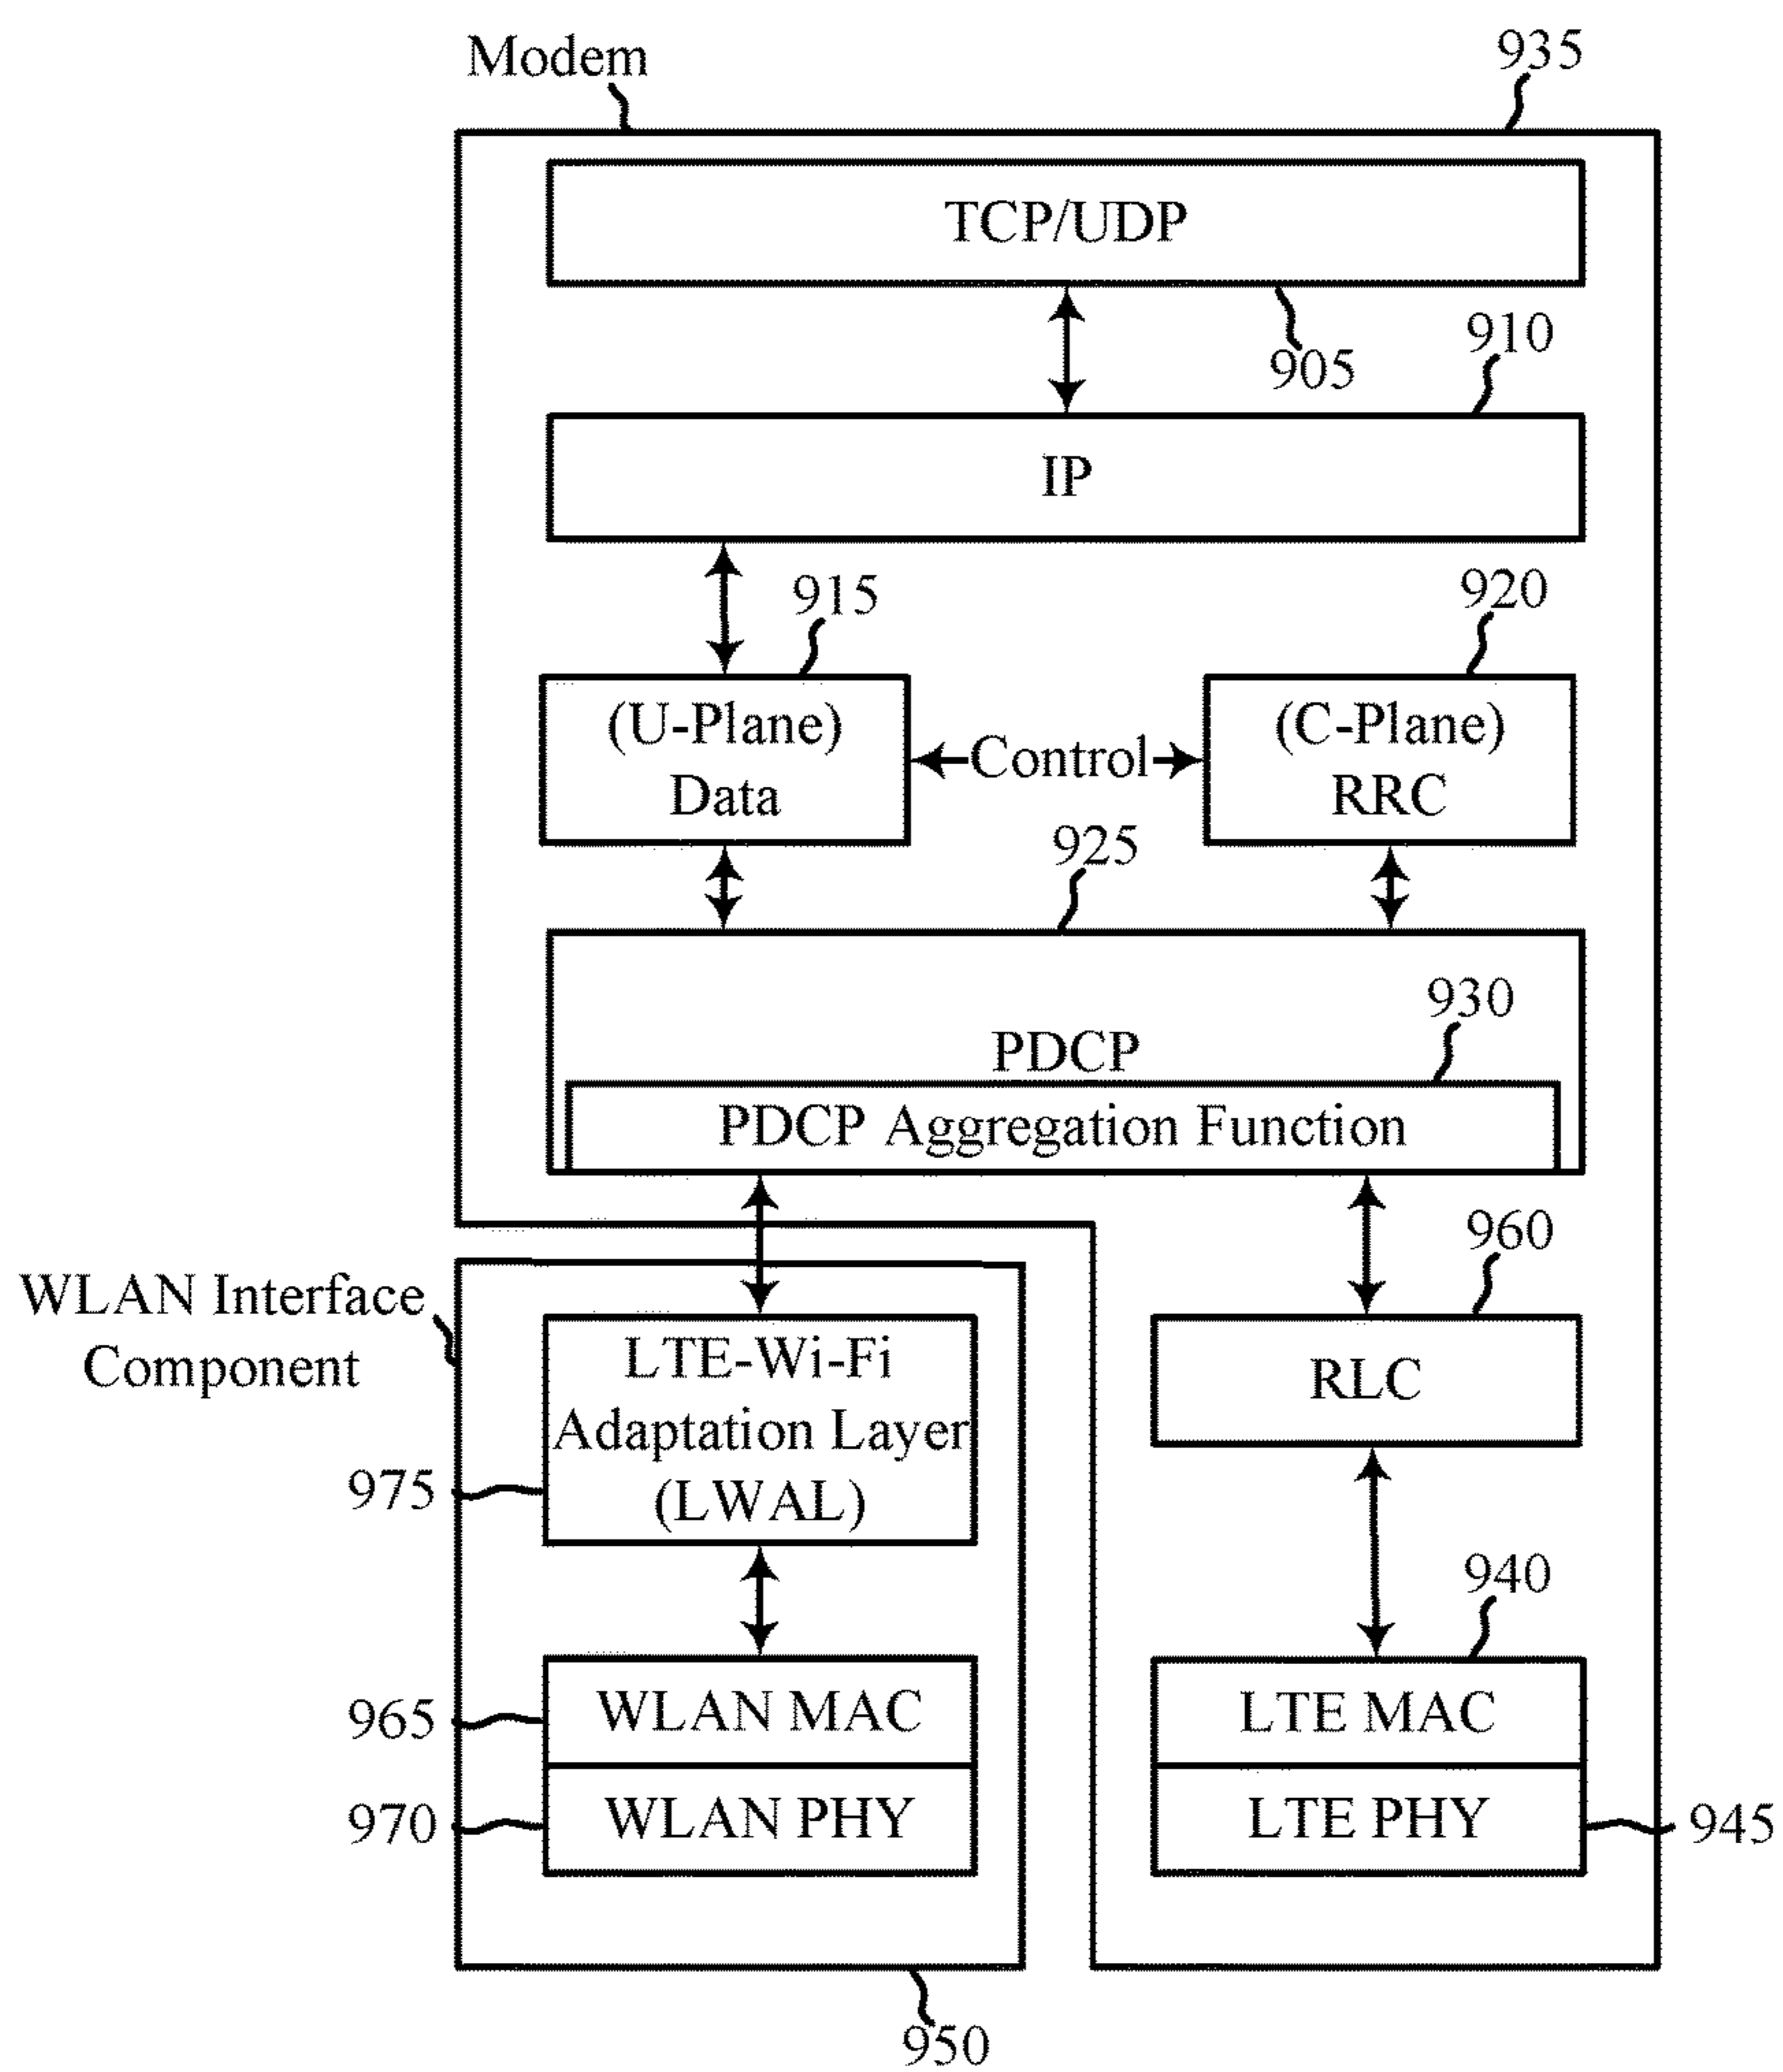 Modem
935
TCP/UDP
905
910
IP
915
920
(U-Plane)
Data
Control
(C-Plane)
RRC
925
930
PDCP
PDCP Aggregation Function
960
WLAN Interface
Component
LTE-Wi-Fi
Adaptation Layer
(LWAL)
975
RLC
940
965
WLAN MAC
LTE MAC
970
WLAN PHY
LTE PHY
945
950